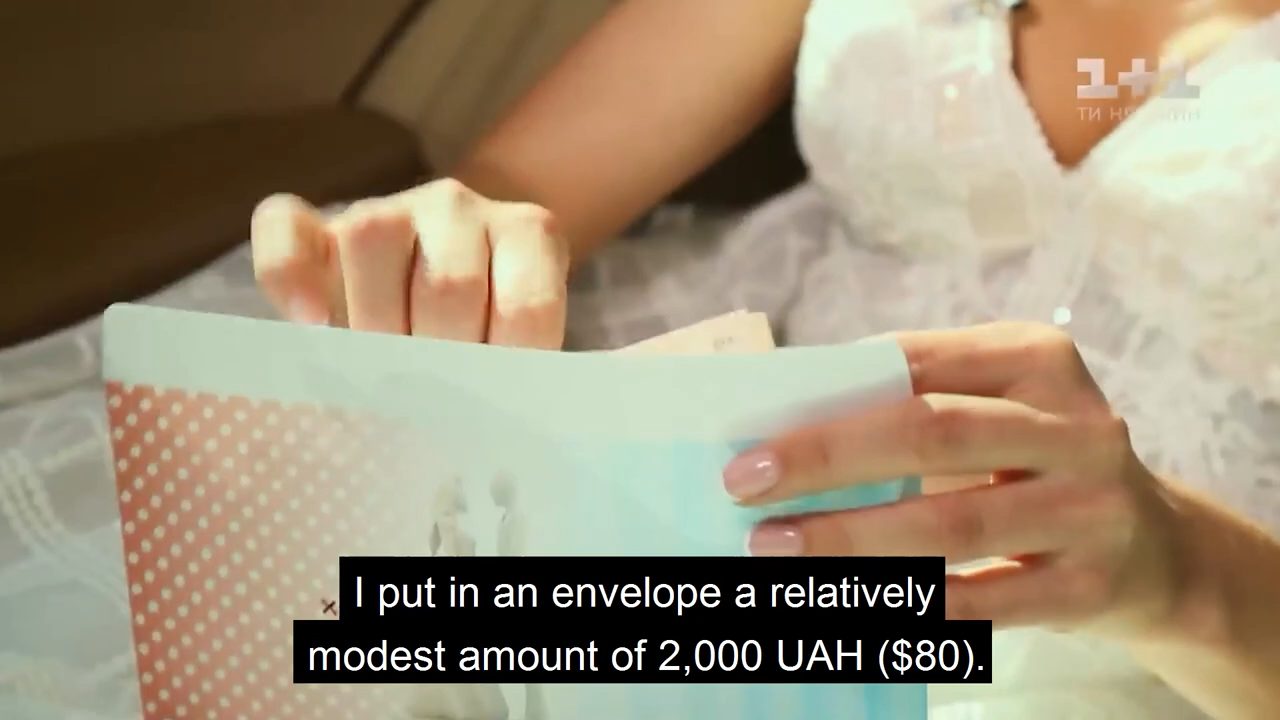 1+1
I put in an envelope a relatively
modest amount of 2,000 UAH ($80).